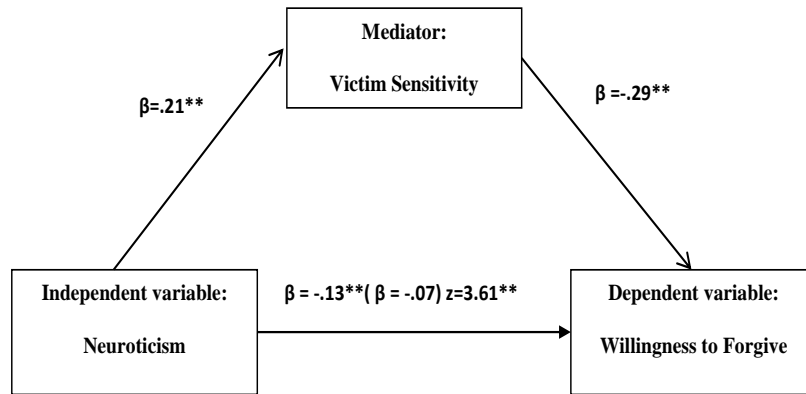 Mediator:
Victim Sensitivity
β=.21**
β =-.29**
Independent variable:
Neuroticism
β = -.13**( β = -.07) z=3.61**
Dependent variable:
Willingness to Forgive